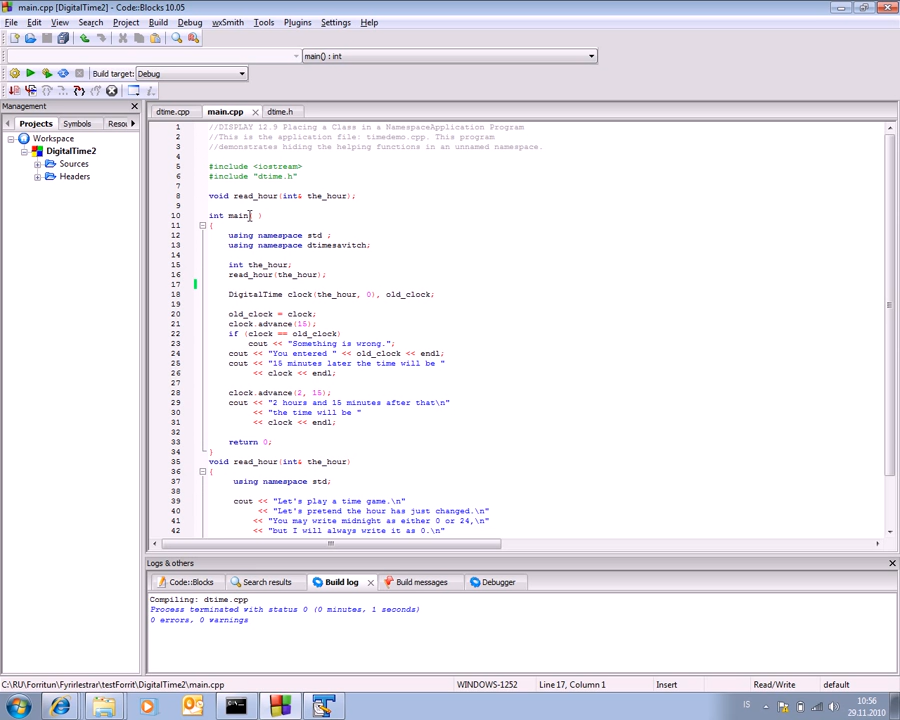 main.cpp [DigitalTime2] - Code::Blocks 10.05
File Edit View Search Project Build Debug wxSmith Tools Plugins Settings Help
main() : int
Build target: Debug
Management
Projects Symbols Resou
Workspace
DigitalTime2
Sources
Headers
dtime.cpp main.cpp dtime.h
1 //DISPLAY 12.9 Placing a Class in a NamespaceApplication Program
2 //This is the application file: timedemo.cpp. This program
3 //demonstrates hiding the helping functions in an unnamed namespace.
4
5 #include <iostream>
6 #include "dtime.h"
7
8 void read_hour(int& the_hour);
9
10 int main( )
11 {
12 using namespace std ;
13 using namespace dtimesavitch;
14
15 int the_hour;
16 read_hour(the_hour);
17
18 DigitalTime clock(the_hour, 0), old_clock;
19
20 old_clock = clock;
21 clock.advance(15);
22 if (clock == old_clock)
23 cout << "Something is wrong.";
24 cout << "You entered " << old_clock << endl;
25 cout << "15 minutes later the time will be "
26 << clock << endl;
27
28 clock.advance(2, 15);
29 cout << "2 hours and 15 minutes after that\n"
30 << "the time will be "
31 << clock << endl;
32
33 return 0;
34 }
35 void read_hour(int& the_hour)
36 {
37 using namespace std;
38
39 cout << "Let's play a time game.\n"
40 << "Let's pretend the hour has just changed.\n"
41 << "You may write midnight as either 0 or 24,\n"
42 << "but I will always write it as 0.\n"
Logs & others
Code::Blocks Search results Build log Build messages Debugger
Compiling: dtime.cpp
Process terminated with status 0 (0 minutes, 1 seconds)
0 errors, 0 warnings
C:\RU/Forritun/Fyrirlestrar\testForrit\DigitalTime2\main.cpp WINDOWS-1252 Line 17, Column 1 Insert Read/Write default
IS 10:56
29.11.2010